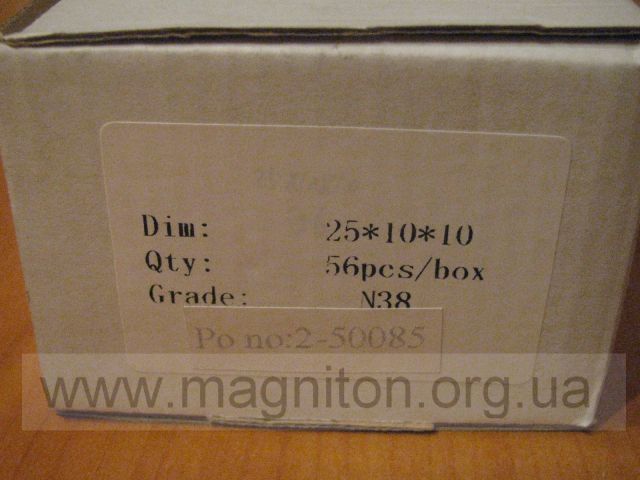 Dim: 25*10*10
Qty: 56pcs/box
Grade: N38
Po no:2-50085
www.magniton.org.ua